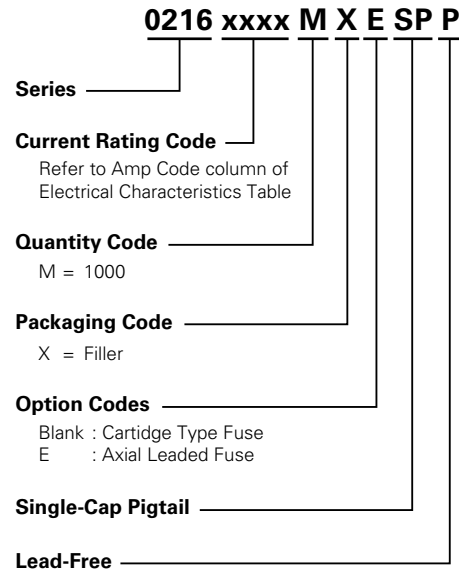 0216 xxxx M X E SP P
Series
Current Rating Code
Refer to Amp Code column of
Electrical Characteristics Table
Quantity Code
M = 1000
Packaging Code
X = Filler
Option Codes
Blank : Cartidge Type Fuse
E : Axial Leaded Fuse
Single-Cap Pigtail
Lead-Free